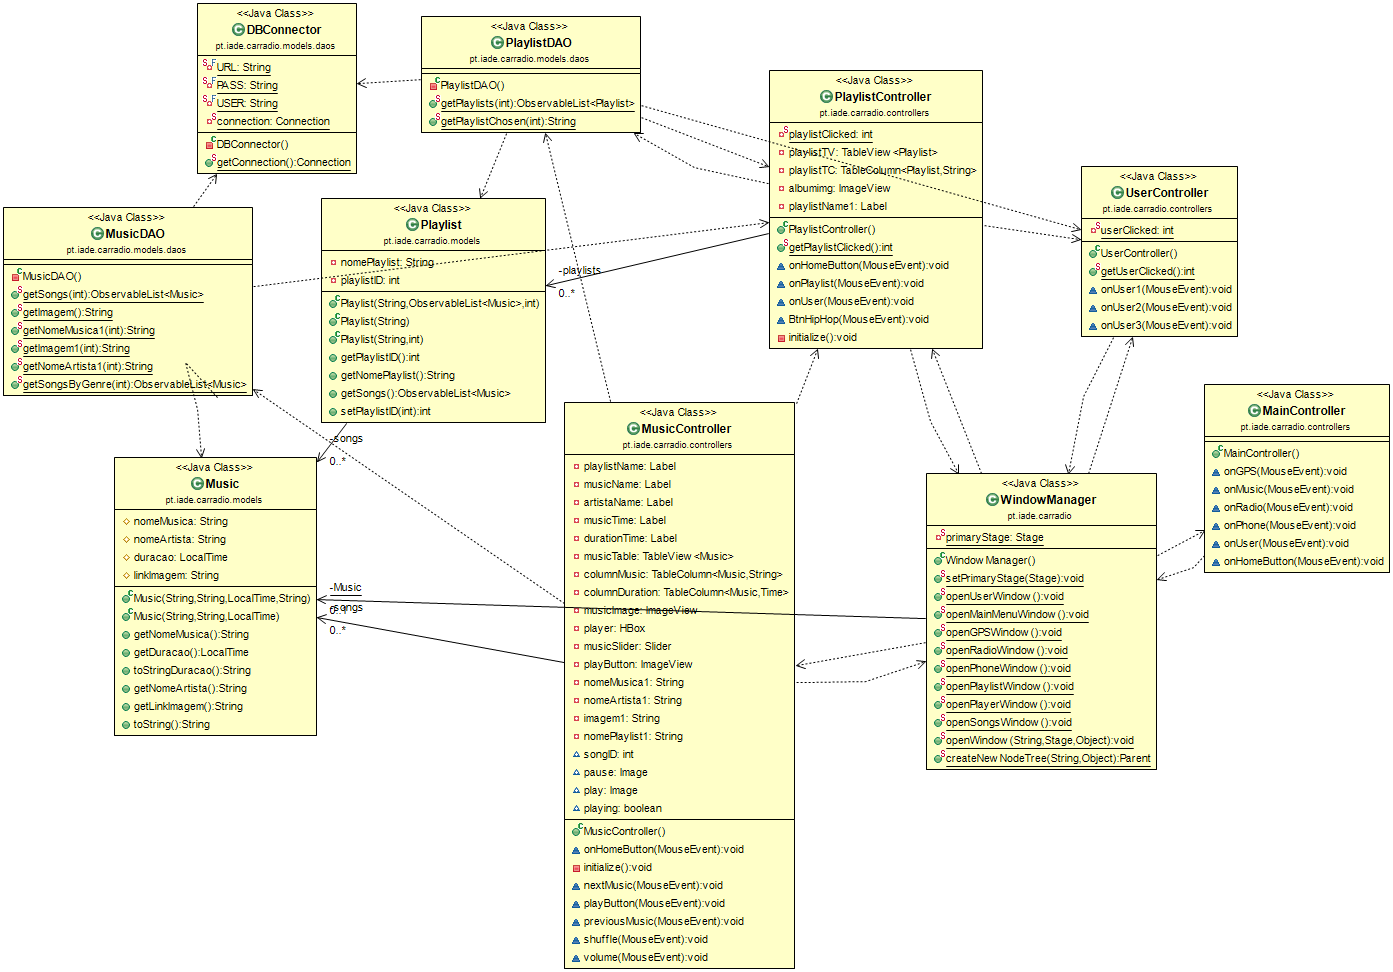 <<Java Class>>
DBConnector
pt.iade.carradio.models.daos
URL: String
PASS: String
USER: String
connection: Connection
DBConnector()
getConnection():Connection
<<Java Class>>
PlaylistDAO
pt.iade.carradio.models.daos
PlaylistDAO()
getPlaylists(int):ObservableList<Playlist>
getPlaylistChosen(int):String
<<Java Class>>
PlaylistController
pt.iade.carradio.controllers
playlistClicked: int
playlistTV: TableView <Playlist>
playlistTC: TableColumn<Playlist,String>
albumimg: ImageView
playlistName1: Label
PlaylistController()
getPlaylistClicked():int
onHomeButton(MouseEvent):void
onPlaylist(MouseEvent):void
onUser(MouseEvent):void
BtnHipHop(MouseEvent):void
initialize():void
<<Java Class>>
UserController
pt.iade.carradio.controllers
userClicked: int
UserController()
getUserClicked():int
onUser1(MouseEvent):void
onUser2(MouseEvent):void
onUser3(MouseEvent):void
<<Java Class>>
MusicDAO
pt.iade.carradio.models.daos
MusicDAO()
getSongs(int):ObservableList<Music>
getImagem():String
getNomeMusica1(int):String
getImagem1(int):String
getNomeArtista1(int):String
getSongsByGenre(int):ObservableList<Music>
<<Java Class>>
Playlist
pt.iade.carradio.models
nomePlaylist: String
playlistID: int
Playlist(String,ObservableList<Music>,int)
Playlist(String)
Playlist(String,int)
getPlaylistID():int
getNomePlaylist():String
getSongs():ObservableList<Music>
setPlaylistID(int):int
-playlists
0..*
-songs
0..*
<<Java Class>>
Music
pt.iade.carradio.models
nomeMusica: String
nomeArtista: String
duracao: LocalTime
linkImagem: String
Music(String,String,LocalTime,String)
Music(String,String,LocalTime)
getNomeMusica():String
getDuracao():LocalTime
toStringDuracao():String
getNomeArtista():String
getLinkImagem():String
toString():String
-Music
0..*
-songs
0..*
<<Java Class>>
MusicController
pt.iade.carradio.controllers
playlistName: Label
musicName: Label
artistaName: Label
musicTime: Label
durationTime: Label
musicTable: TableView <Music>
columnMusic: TableColumn<Music,String>
columnDuration: TableColumn<Music,Time>
musicImage: ImageView
player: HBox
musicSlider: Slider
playButton: ImageView
nomeMusica1: String
nomeArtista1: String
imagem1: String
nomePlaylist1: String
songID: int
pause: Image
play: Image
playing: boolean
MusicController()
onHomeButton(MouseEvent):void
initialize():void
nextMusic(MouseEvent):void
playButton(MouseEvent):void
previousMusic(MouseEvent):void
shuffle(MouseEvent):void
volume(MouseEvent):void
<<Java Class>>
WindowManager
pt.iade.carradio
primaryStage: Stage
WindowManager()
setPrimaryStage(Stage):void
openUserWindow():void
openMainMenuWindow():void
openGPSWindow():void
openRadioWindow():void
openPhoneWindow():void
openPlaylistWindow():void
openPlayerWindow():void
openSongsWindow():void
openWindow(String,Stage,Object):void
createNewNodeTree(String,Object):Parent
<<Java Class>>
MainController
pt.iade.carradio.controllers
MainController()
onGPS(MouseEvent):void
onMusic(MouseEvent):void
onRadio(MouseEvent):void
onPhone(MouseEvent):void
onUser(MouseEvent):void
onHomeButton(MouseEvent):void